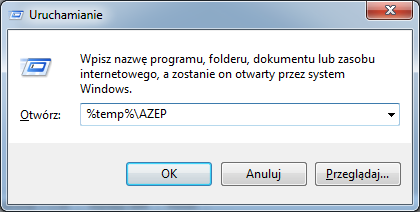 Uruchamianie
Wpisz nazwę programu, folderu, dokumentu lub zasobu
internetowego, a zostanie on otwarty przez system
Windows.
Otwórz: %temp%\AZEP
OK Anuluj Przeglądaj...